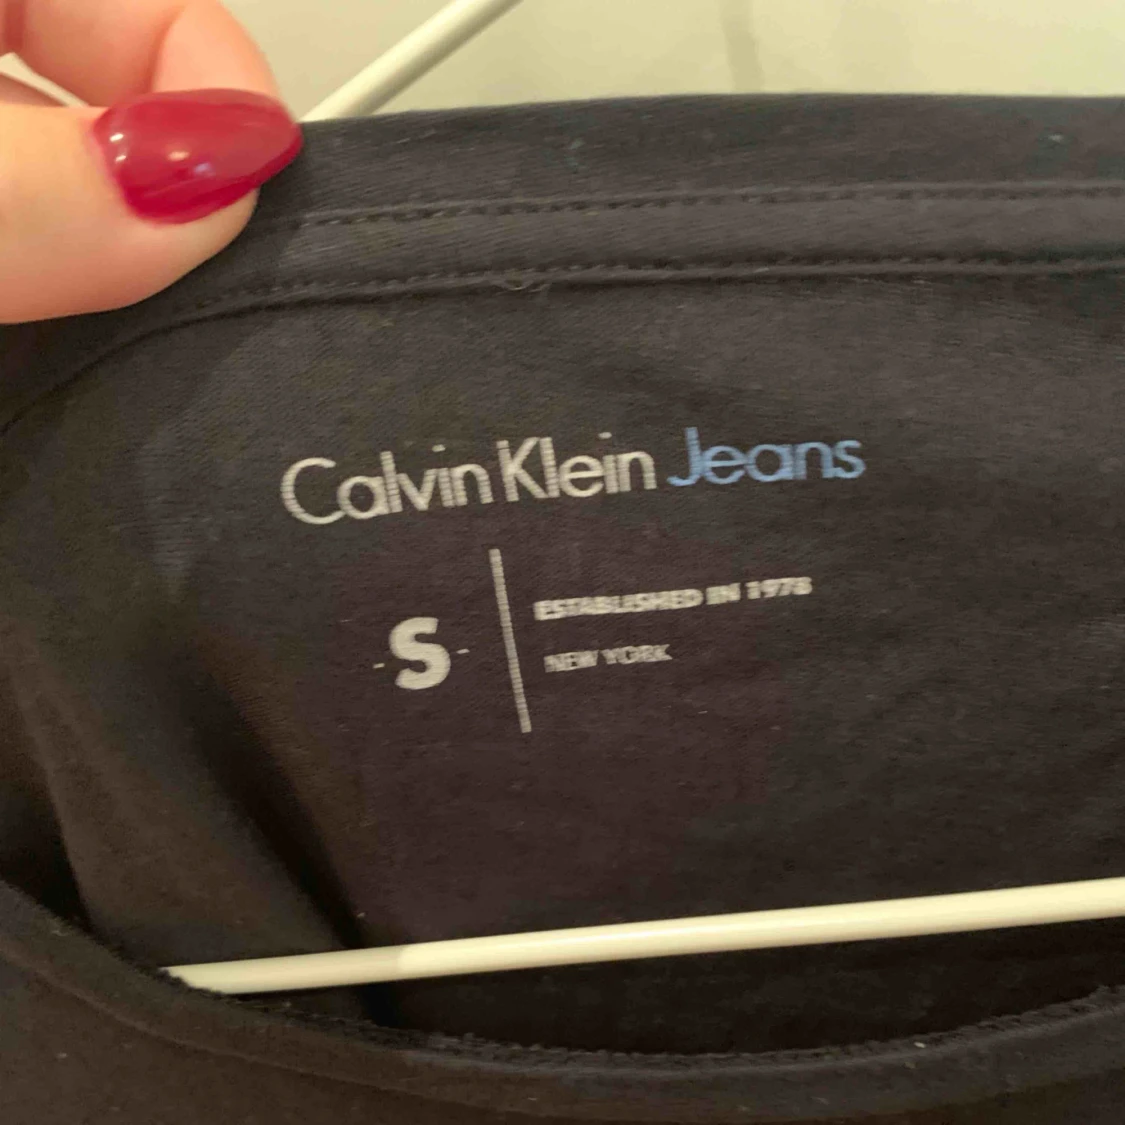 Calvin Klein Jeans
-S-
ESTABLISHED IN 1978
NEW YORK